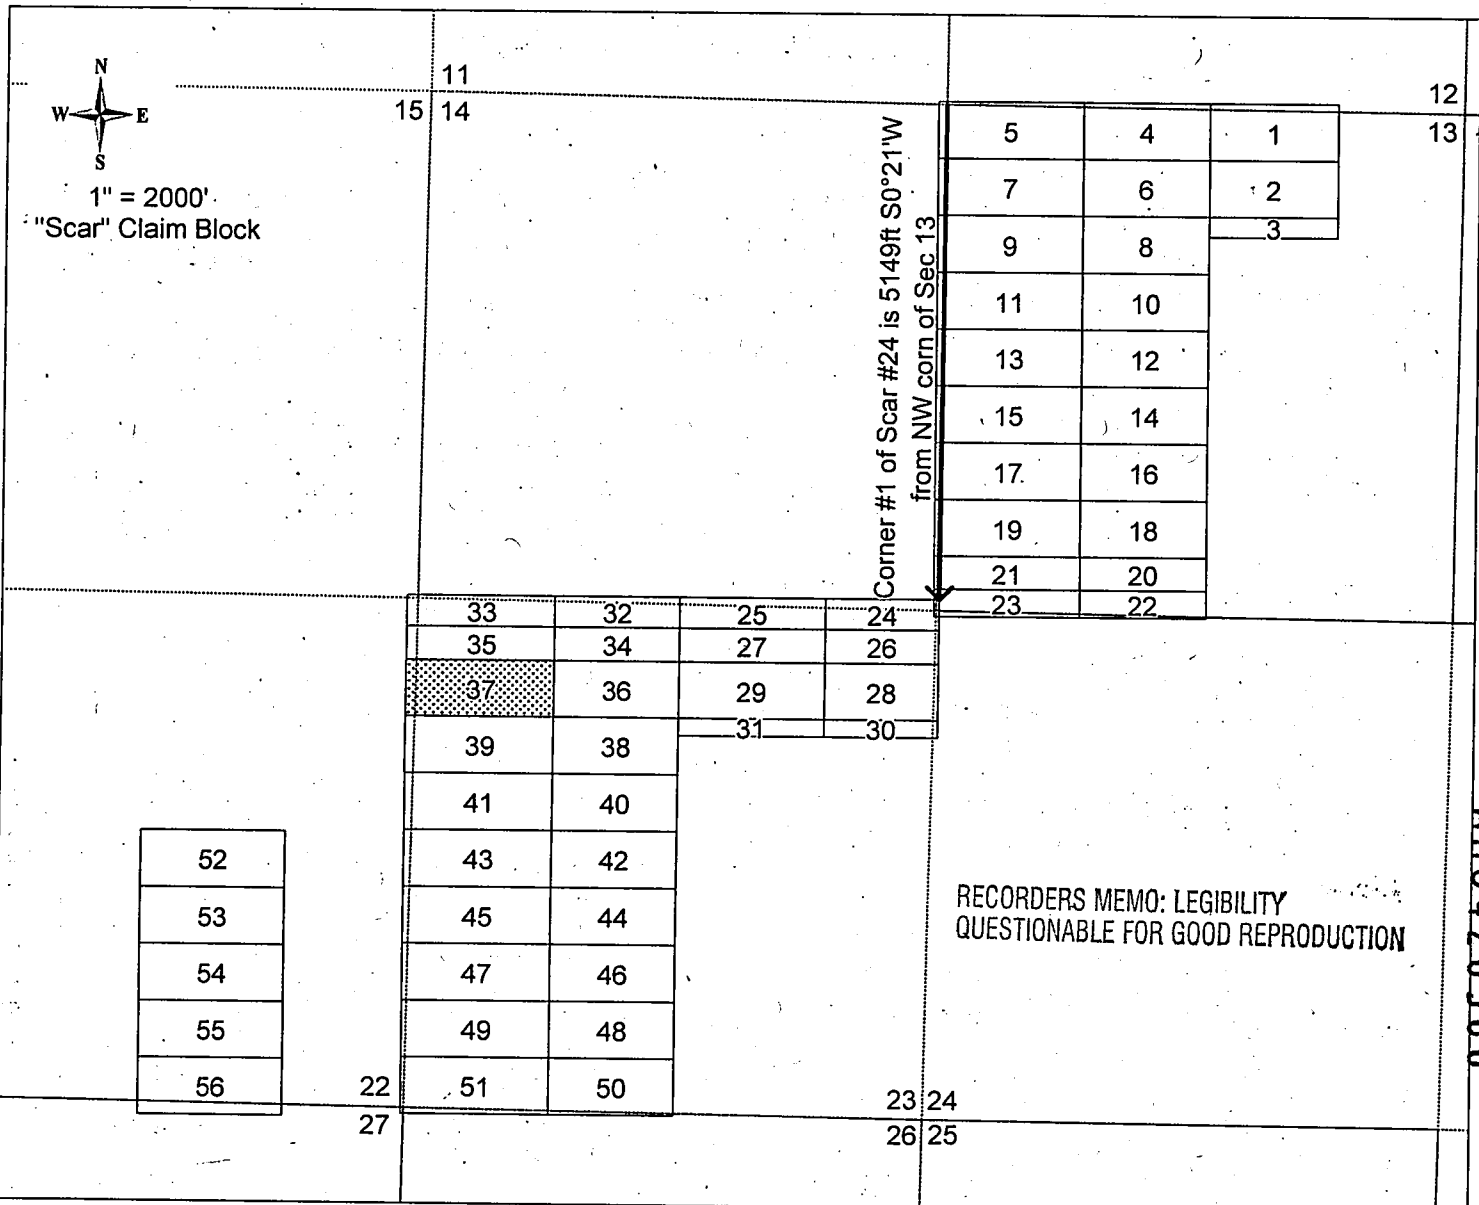 N
W E
S
1" = 2000'
"Scar" Claim Block
11
15 14
12
13
Corner #1 of Scar #24 is 5149ft S0°21'W
from NW corn of Sec 13
5 4 1
7 6 2
3
9 8
11 10
13 12
15 14
17 16
19 18
21 20
23 22
33 32 25 24
35 34 27 26
37 36 29 28
31 30
39 38
41 40
43 42
45 44
47 46
49 48
51 50
52
53
54
55
56
22
27
23 24
26 25
RECORDERS MEMO: LEGIBILITY
QUESTIONABLE FOR GOOD REPRODUCTION